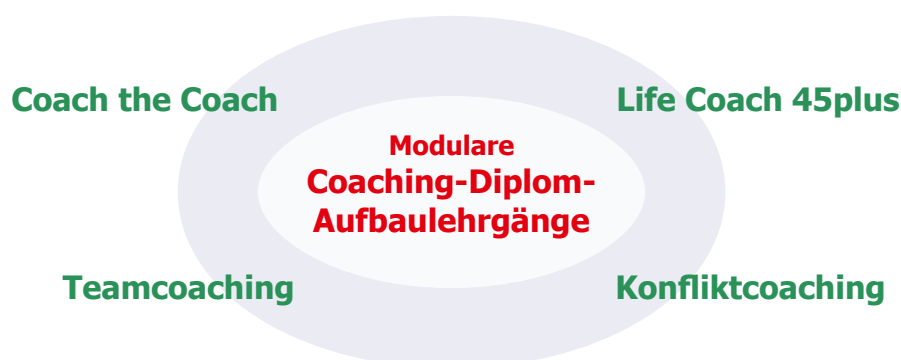 Coach the Coach
Life Coach 45plus
Modulare
Coaching-Diplom-
Aufbaulehrgänge
Teamcoaching
Konfliktcoaching